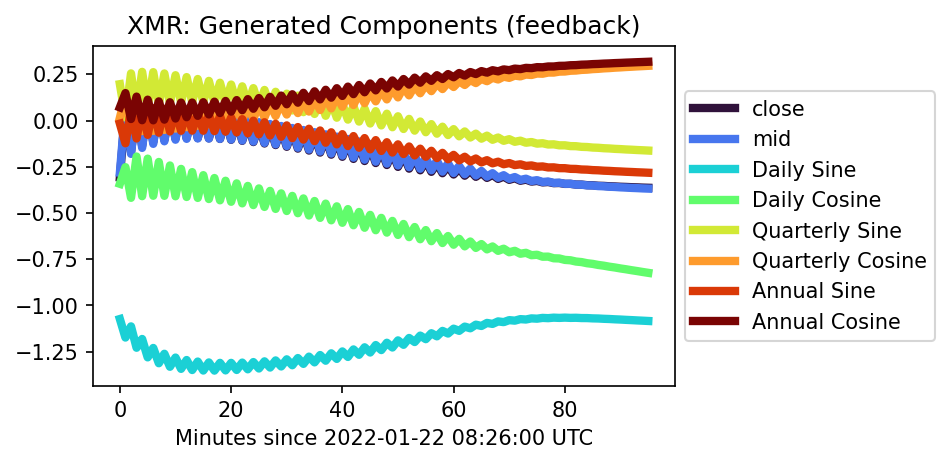 XMR: Generated Components (feedback)
0.25
0.00
−0.25
−0.50
−0.75
−1.00
−1.25
0 20 40 60 80
Minutes since 2022-01-22 08:26:00 UTC
close
mid
Daily Sine
Daily Cosine
Quarterly Sine
Quarterly Cosine
Annual Sine
Annual Cosine